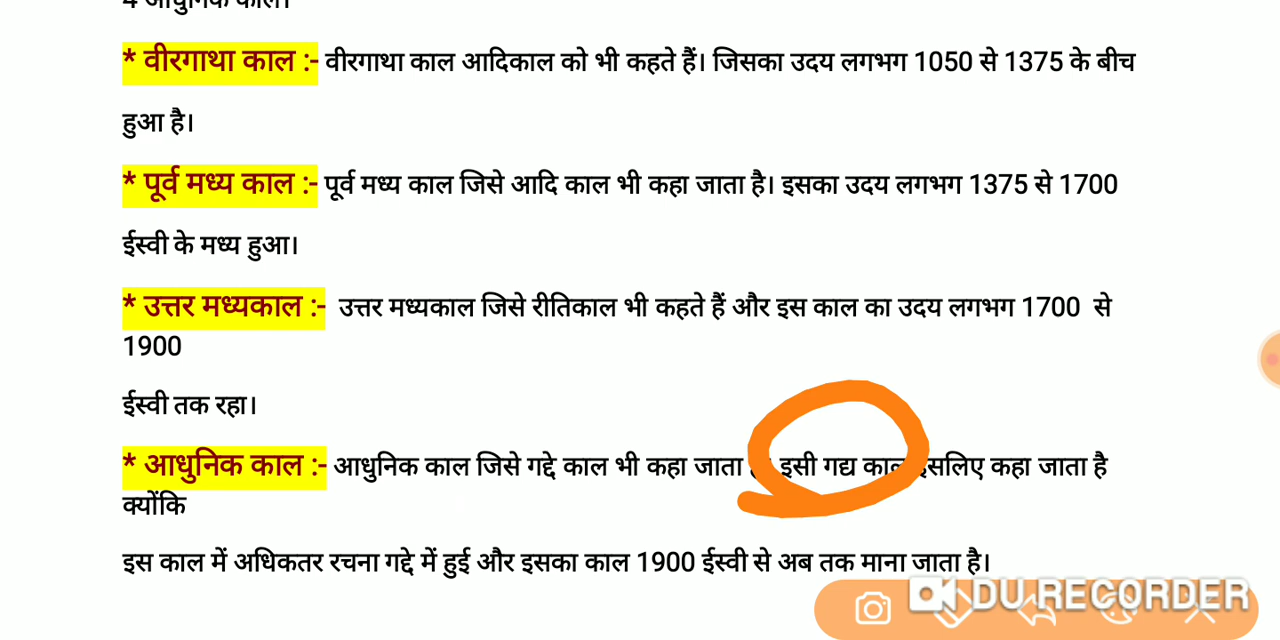 4 आधुनिक काल।
* वीरगाथा काल :- वीरगाथा काल आदिकाल को भी कहते हैं। जिसका उदय लगभग 1050 से 1375 के बीच
हुआ है।
* पूर्व मध्य काल :- पूर्व मध्य काल जिसे आदि काल भी कहा जाता है। इसका उदय लगभग 1375 से 1700
ईस्वी के मध्य हुआ।
* उत्तर मध्यकाल :- उत्तर मध्यकाल जिसे रीतिकाल भी कहते हैं और इस काल का उदय लगभग 1700 से
1900
ईस्वी तक रहा।
* आधुनिक काल :- आधुनिक काल जिसे गद्दे काल भी कहा जाता इसी गद्य काल इसलिए कहा जाता है
क्योंकि
इस काल में अधिकतर रचना गद्दे में हुई और इसका काल 1900 ईस्वी से अब तक माना जाता है।
DU RECORDER